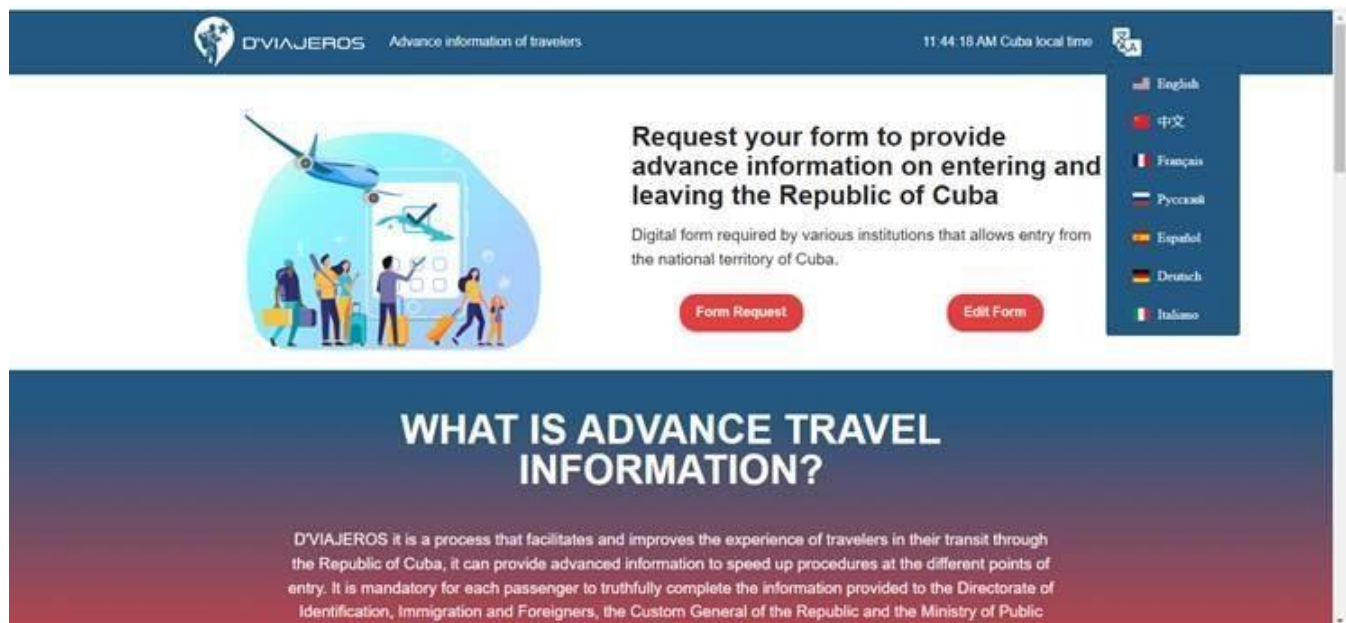 D'VIAJEROS Advance information of travelers 11:44:18 AM Cuba local time
English
中文
Français
Русский
Español
Deutsch
Italiano
Request your form to provide
advance information on entering and
leaving the Republic of Cuba
Digital form required by various institutions that allows entry from
the national territory of Cuba.
Form Request Edit Form
WHAT IS ADVANCE TRAVEL
INFORMATION?
D'VIAJEROS it is a process that facilitates and improves the experience of travelers in their transit through
the Republic of Cuba, it can provide advanced information to speed up procedures at the different points of
entry. It is mandatory for each passenger to truthfully complete the information provided to the Directorate of
Identification, Immigration and Foreigners, the Custom General of the Republic and the Ministry of Public